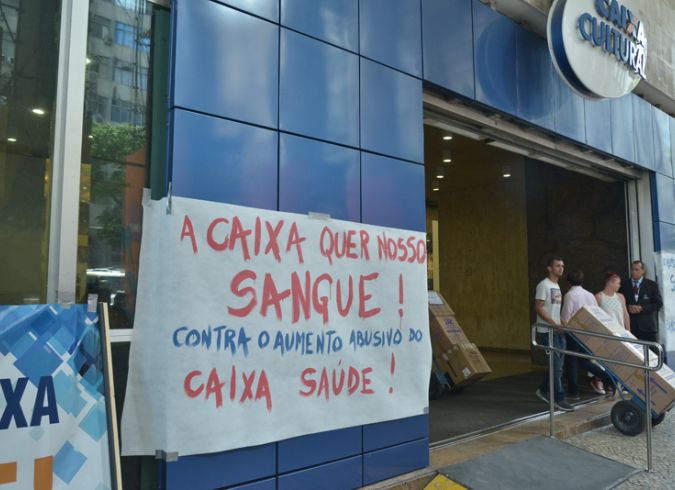 CAIXA
CULTURAL
A CAIXA QUER NOSSO
SANGUE !
CONTRA O AUMENTO ABUSIVO DO
CAIXA SAÚDE !
XA